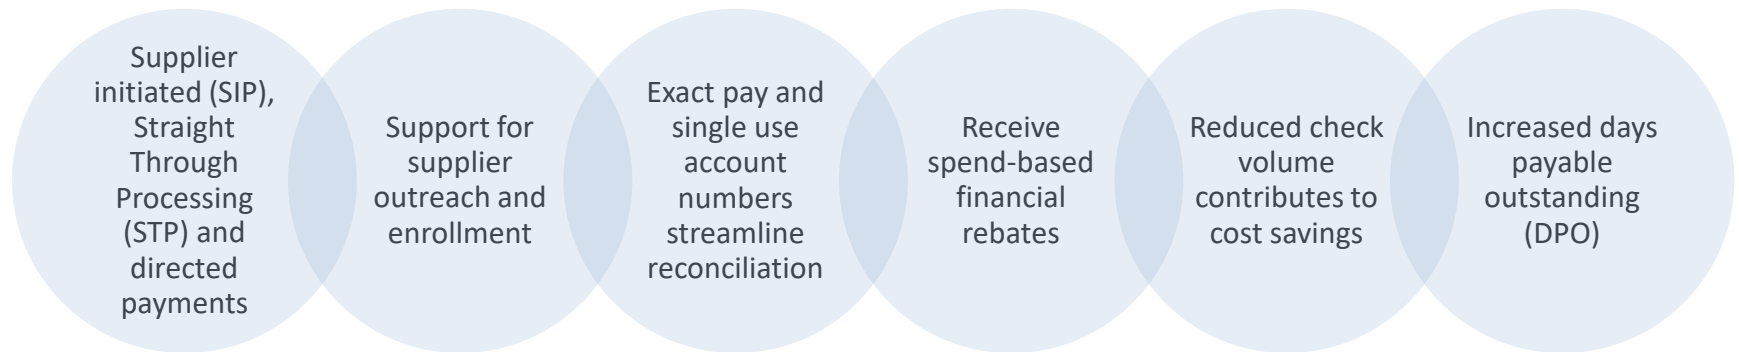 Supplier
initiated (SIP),
Straight
Through
Processing
(STP) and
directed
payments
Support for
supplier
outreach and
enrollment
Exact pay and
single use
account
numbers
streamline
reconciliation
Receive
spend-based
financial
rebates
Reduced check
volume
contributes to
cost savings
Increased days
payable
outstanding
(DPO)